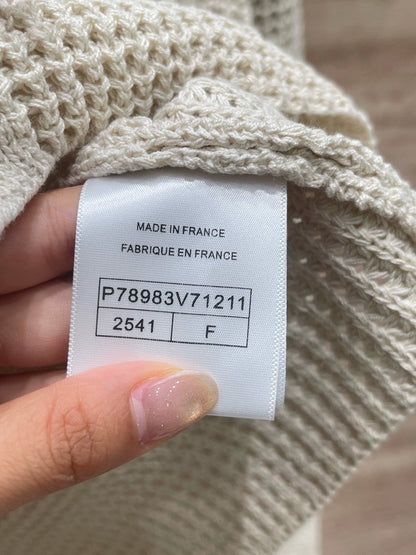 MADE IN FRANCE
FABRIQUE EN FRANCE
P78983V71211
2541 F